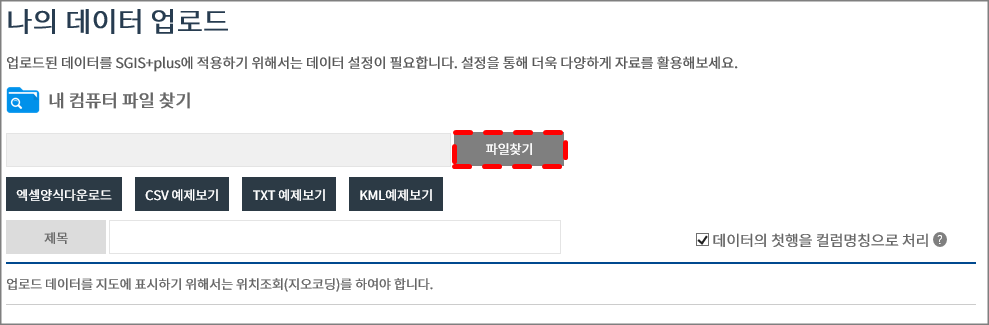 나의 데이터 업로드
업로드된 데이터를 SGIS+plus에 적용하기 위해서는 데이터 설정이 필요합니다. 설정을 통해 더욱 다양하게 자료를 활용해보세요.
내 컴퓨터 파일 찾기
파일찾기
엑셀양식다운로드 CSV 예제보기 TXT 예제보기 KML예제보기
제목 데이터의 첫행을 컬럼명칭으로 처리 ?
업로드 데이터를 지도에 표시하기 위해서는 위치조회(지오코딩)를 하여야 합니다.